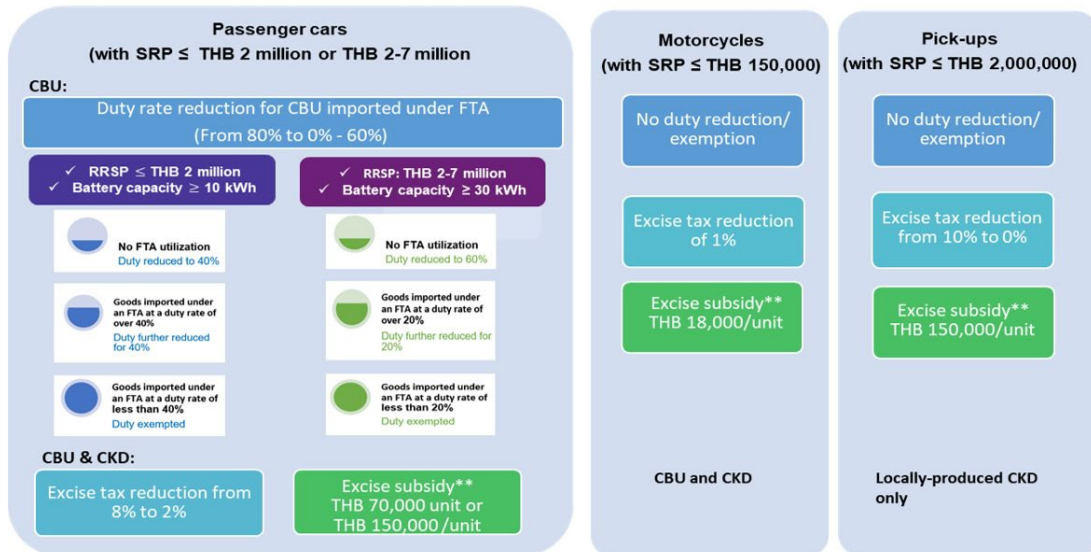 Passenger cars
(with SRP ≤ THB 2 million or THB 2-7 million
CBU:
Duty rate reduction for CBU imported under FTA
(From 80% to 0% - 60%)
✓ RRSP ≤ THB 2 million
✓ Battery capacity ≥ 10 kWh
No FTA utilization
Duty reduced to 40%
Goods imported under
an FTA at a duty rate of
over 40%
Duty further reduced
for 40%
Goods imported under
an FTA at a duty rate of
less than 40%
Duty exempted
✓ RRSP: THB 2-7 million
✓ Battery capacity ≥ 30 kWh
No FTA utilization
Duty reduced to 60%
Goods imported under
an FTA at a duty rate of
over 20%
Duty further reduced for
20%
Goods imported under
an FTA at a duty rate of
less than 20%
Duty exempted
CBU & CKD:
Excise tax reduction from
8% to 2%
Excise subsidy**
THB 70,000 unit or
THB 150,000 /unit
Motorcycles
(with SRP ≤ THB 150,000)
No duty reduction/
exemption
Excise tax reduction
of 1%
Excise subsidy**
THB 18,000/unit
CBU and CKD
Pick-ups
(with SRP ≤ THB 2,000,000)
No duty reduction/
exemption
Excise tax reduction
from 10% to 0%
Excise subsidy**
THB 150,000/unit
Locally-produced CKD
only